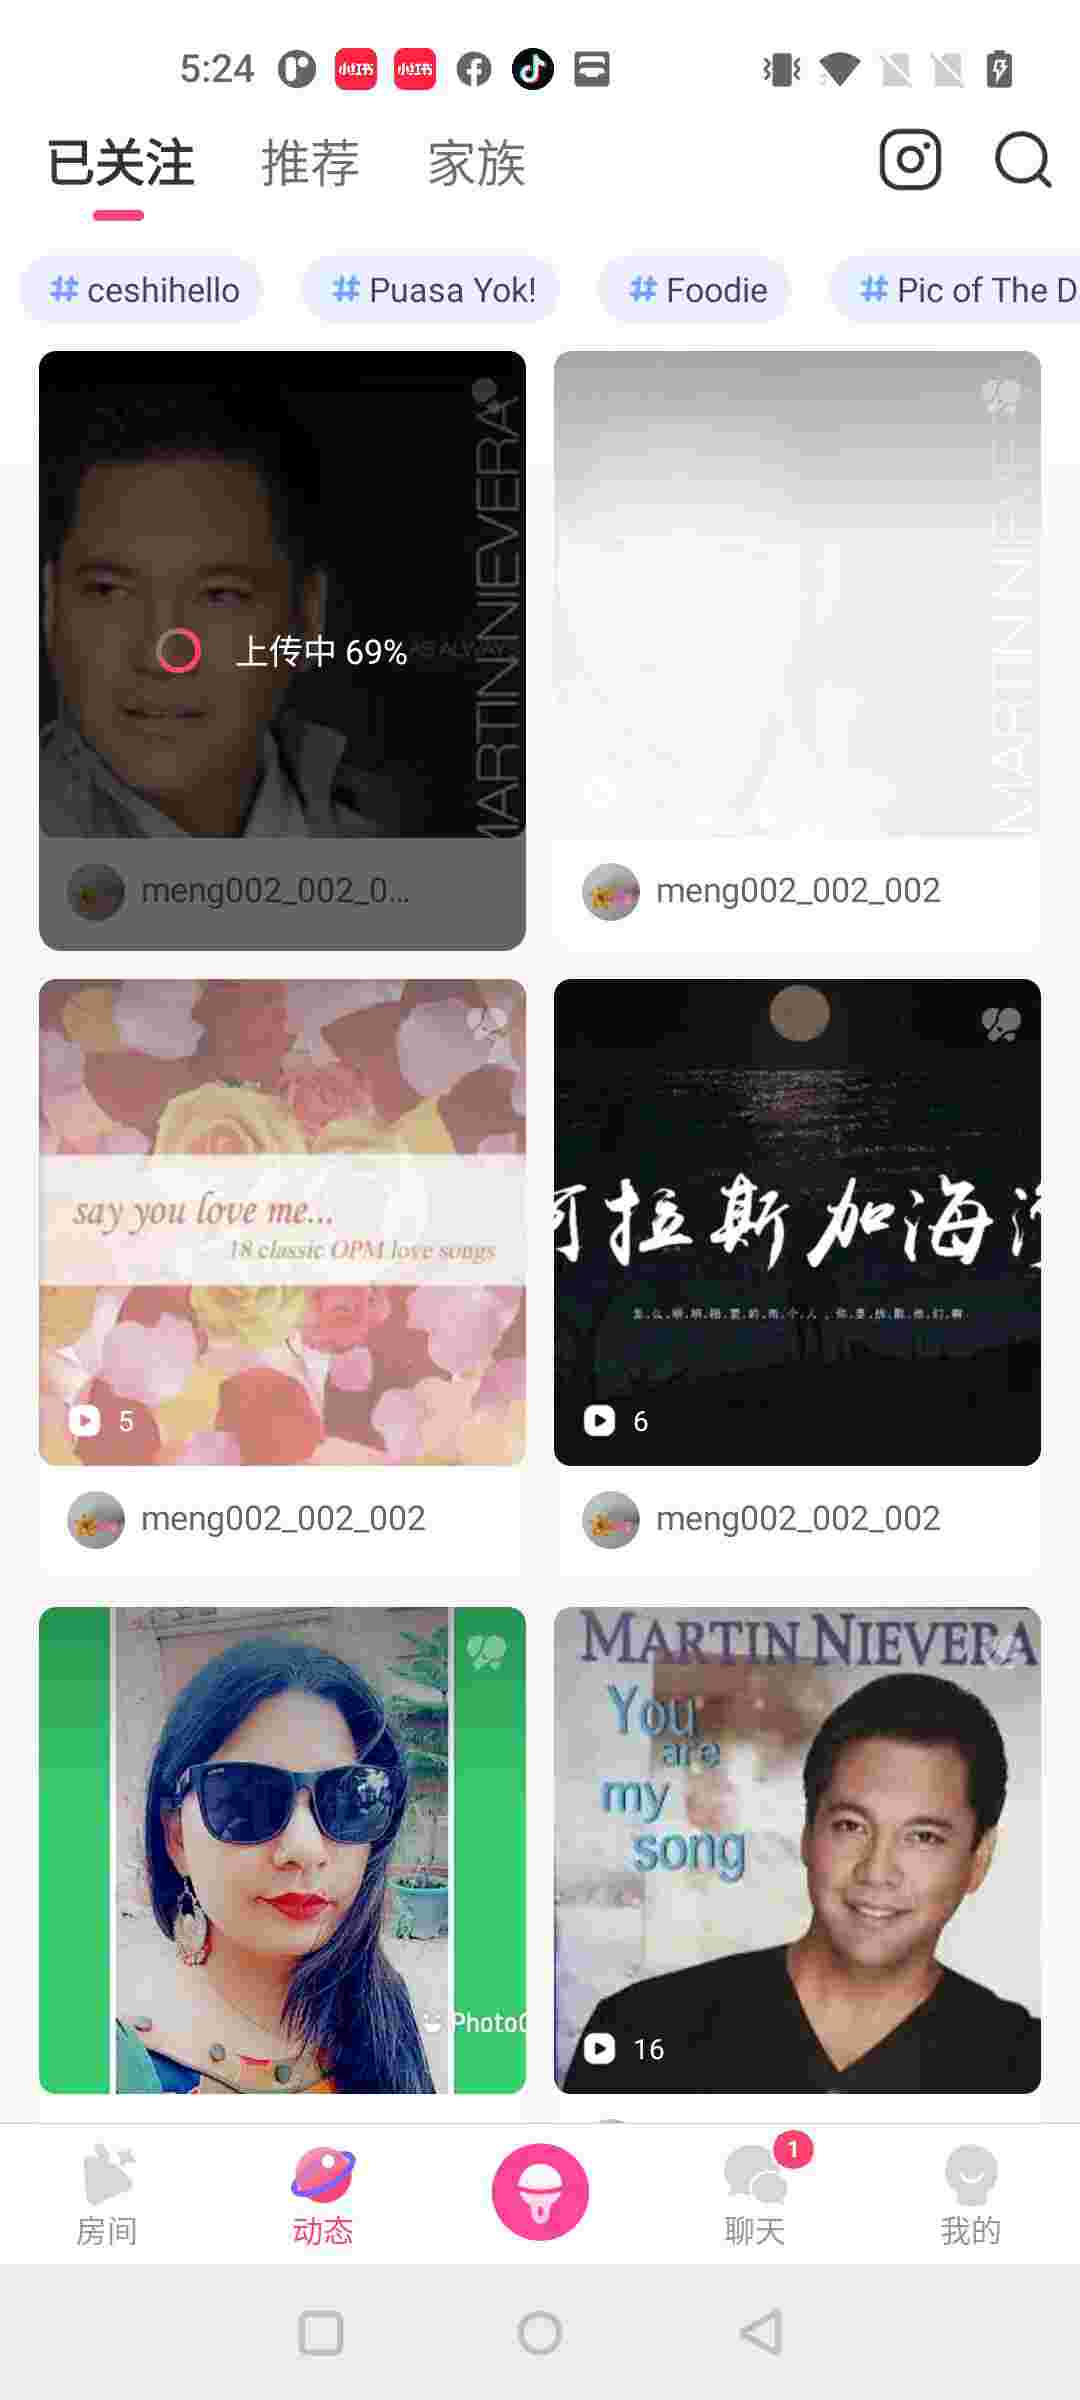 5:24
小红书 小红书
已关注 推荐 家族
# ceshihello # Puasa Yok! # Foodie # Pic of The D
MARTIN NIEVERA
上传中 69%
MARTIN NIEVE
meng002_002_0...
meng002_002_002
say you love me...
18 classic OPM love songs
阿拉斯加海湾
5
6
meng002_002_002
meng002_002_002
MARTIN NIEVERA
You
are
my
song
PhotoG
16
1
房间 动态 聊天 我的